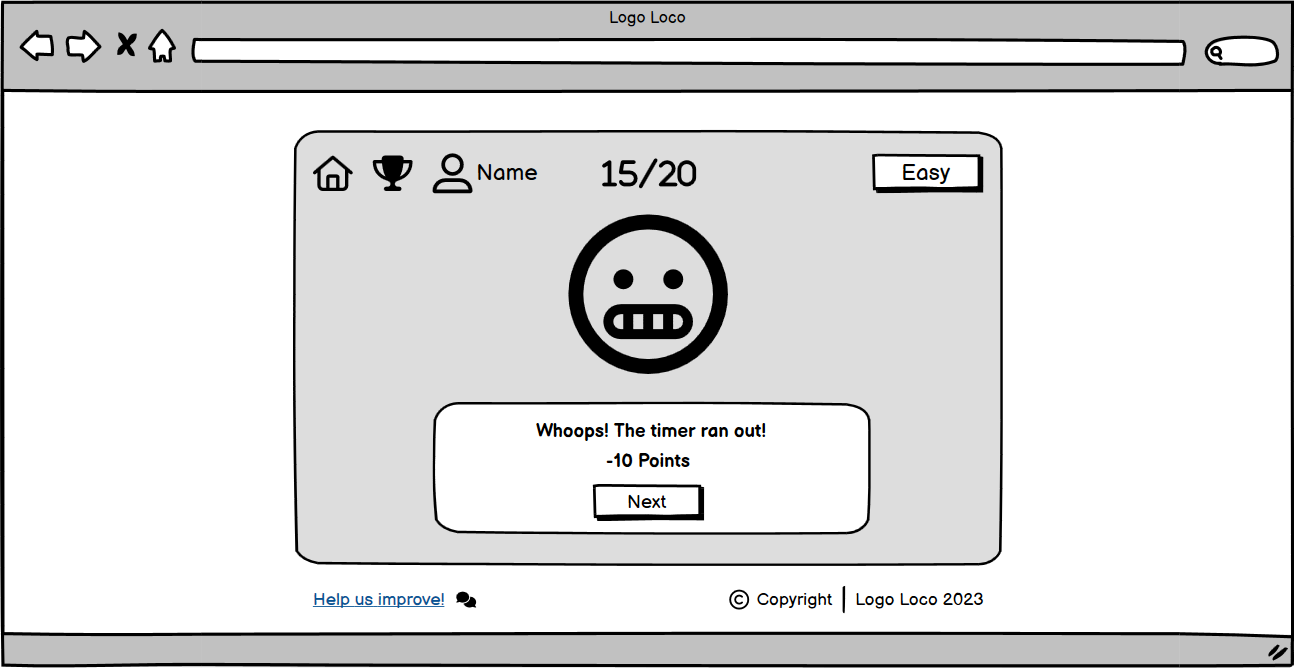 Logo Loco
Name
15/20
Easy
Whoops! The timer ran out!
-10 Points
Next
Help us improve!
© Copyright | Logo Loco 2023